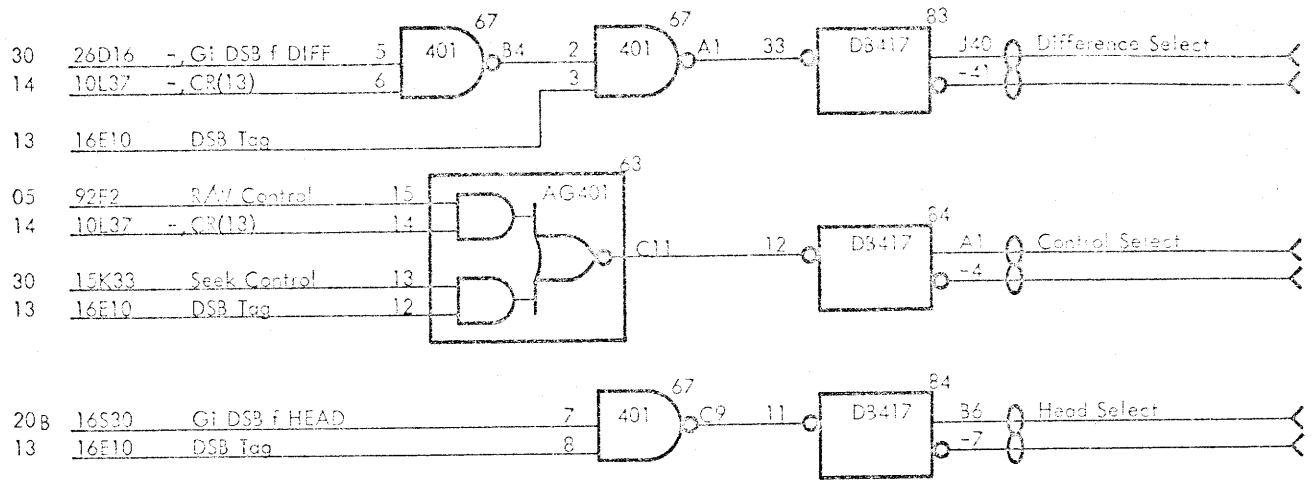 67 67 83
30 26D16 -, Gi DSB f DIFF 5 401 B4 2 401 A1 33 DB417 J40 Difference Select
14 10L37 -, CR(13) 6 3 -41
13 16E10 DSB Tag
63
05 92F2 R/W Control 15 AG401
14 10L37 -, CR(13) 14 84
C11 12 DB417 A1 Control Select
30 15K33 Seek Control 13 -4
13 16E10 DSB Tag 12
67 84
20B 16S30 Gi DSB f HEAD 7 401 C9 11 DB417 B6 Head Select
13 16E10 DSB Tag 8 -7